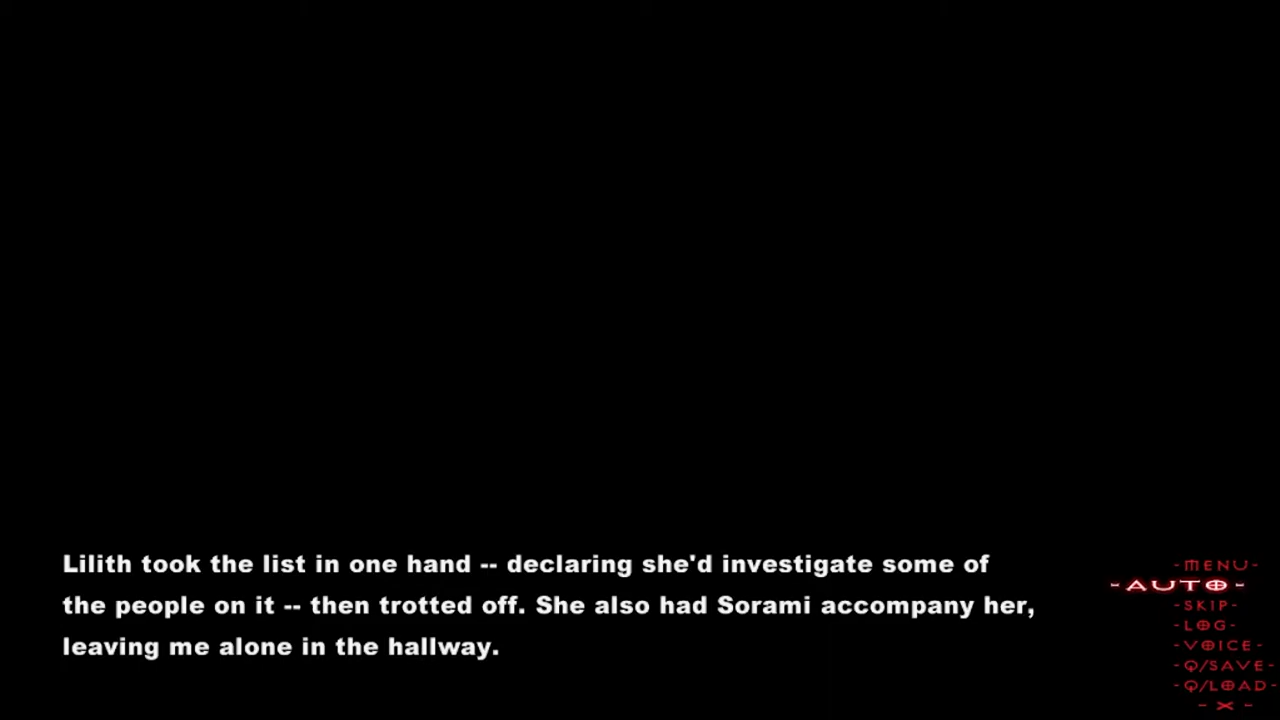 Lilith took the list in one hand -- declaring she'd investigate some of
the people on it -- then trotted off. She also had Sorami accompany her,
leaving me alone in the hallway.
-MENU-
-AUTO-
-SKIP-
-LOG-
-VOICE-
-Q/SAVE-
-Q/LOAD-
-X-